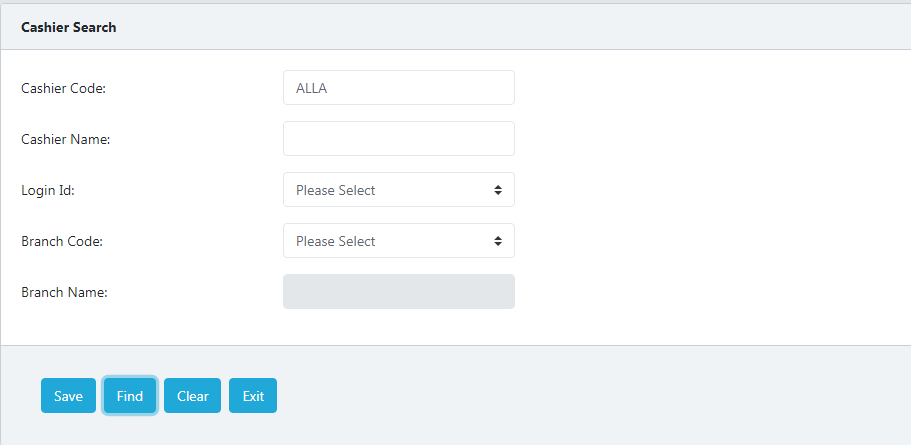 Cashier Search
Cashier Code: ALLA
Cashier Name:
Login Id: Please Select
Branch Code: Please Select
Branch Name:
Save Find Clear Exit